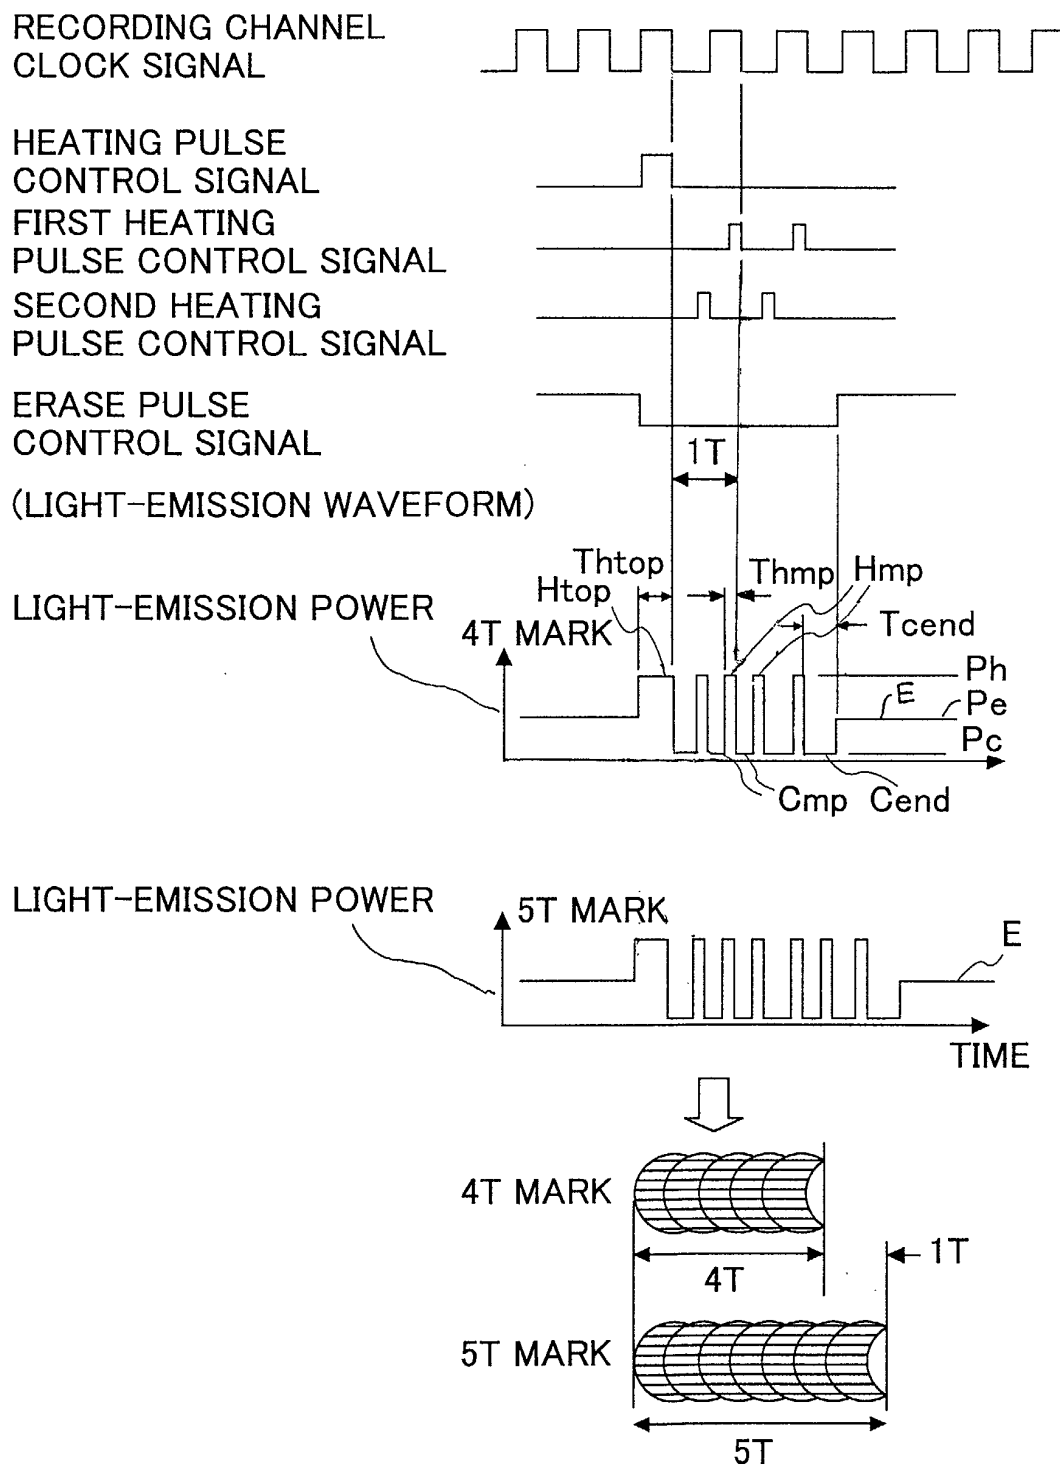 RECORDING CHANNEL
CLOCK SIGNAL
HEATING PULSE
CONTROL SIGNAL
FIRST HEATING
PULSE CONTROL SIGNAL
SECOND HEATING
PULSE CONTROL SIGNAL
ERASE PULSE
CONTROL SIGNAL
1T
(LIGHT-EMISSION WAVEFORM)
Thtop
Thmp
Hmp
Htop
LIGHT-EMISSION POWER
Tcend
4T MARK
Ph
E
Pe
Pc
Cmp
Cend
LIGHT-EMISSION POWER
5T MARK
E
TIME
4T MARK
1T
4T
5T MARK
5T